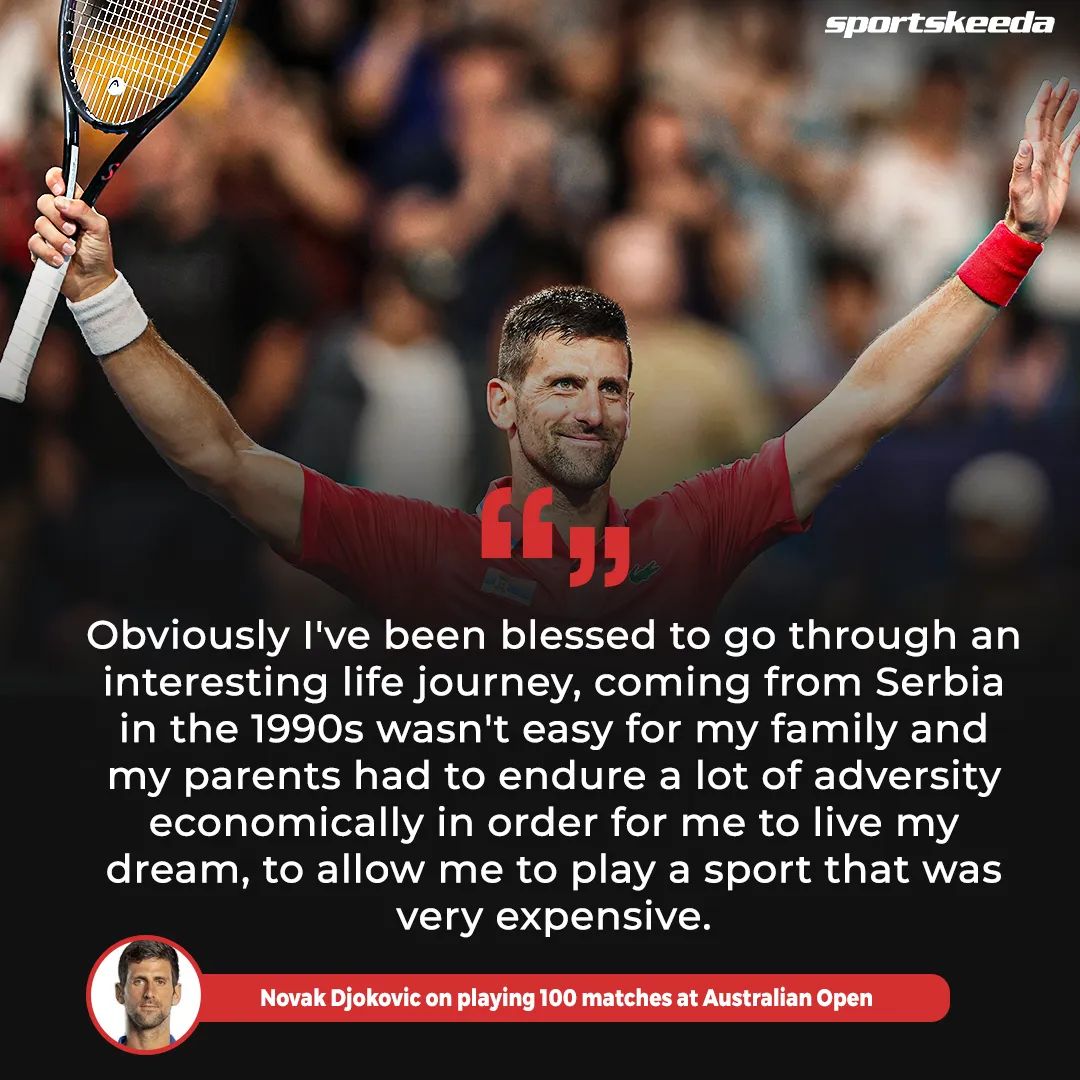 sportskeeda
Obviously I've been blessed to go through an
interesting life journey, coming from Serbia
in the 1990s wasn't easy for my family and
my parents had to endure a lot of adversity
economically in order for me to live my
dream, to allow me to play a sport that was
very expensive.
Novak Djokovic on playing 100 matches at Australian Open